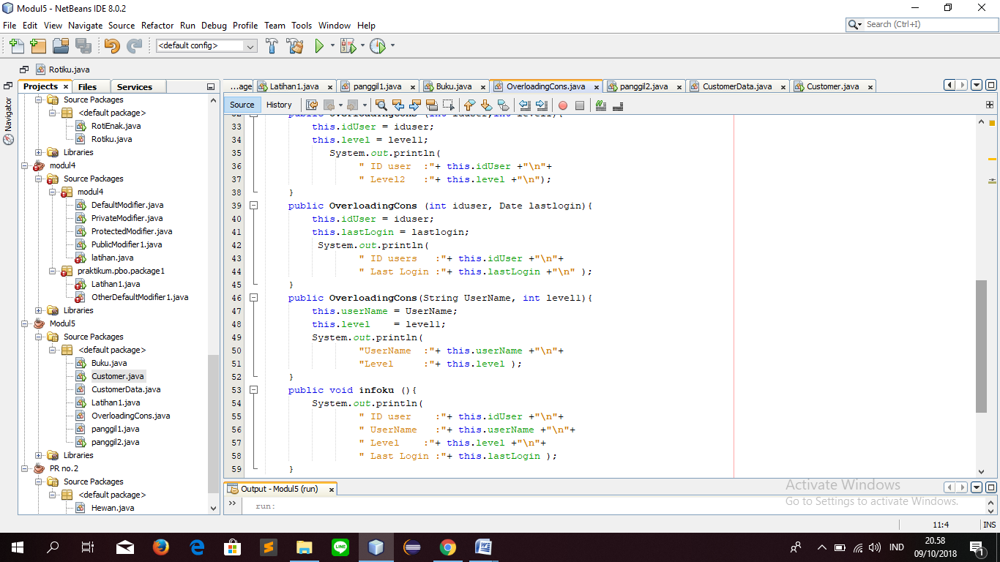 Modul5 - NetBeans IDE 8.0.2
File Edit View Navigate Source Refactor Run Debug Profile Team Tools Window Help
Search (Ctrl+I)
<default config>
Rotiku.java
Projects Files Services
Navigator
Source Packages
<default package>
RotiEnak.java
Rotiku.java
Libraries
modul4
Source Packages
modul4
DefaultModifier.java
PrivateModifier.java
ProtectedModifier.java
PublicModifier1.java
latihan.java
praktikum.pbo.package1
Latihan1.java
OtherDefaultModifier1.java
Libraries
Modul5
Source Packages
<default package>
Buku.java
Customer.java
CustomerData.java
Latihan1.java
OverloadingCons.java
panggil1.java
panggil2.java
Libraries
PR no.2
Source Packages
<default package>
Hewan.java
...age Latihan1.java panggil1.java Buku.java OverloadingCons.java panggil2.java CustomerData.java Customer.java
Source History
32 public OverloadingCons (int iduser,int level1){
33 this.idUser = iduser;
34 this.level = level1;
35 System.out.println(
36 " ID user  :"+ this.idUser +"\n"+
37 " Level2   :"+ this.level +"\n");
38 }
39 public OverloadingCons (int iduser, Date lastlogin){
40 this.idUser = iduser;
41 this.lastLogin = lastlogin;
42 System.out.println(
43 " ID users   :"+ this.idUser +"\n"+
44 " Last Login :"+ this.lastLogin +"\n" );
45 }
46 public OverloadingCons(String UserName, int level1){
47 this.userName = UserName;
48 this.level    = level1;
49 System.out.println(
50 "UserName  :"+ this.userName +"\n"+
51 "Level     :"+ this.level );
52 }
53 public void infoku (){
54 System.out.println(
55 " ID user    :"+ this.idUser +"\n"+
56 " UserName   :"+ this.userName +"\n"+
57 " Level    :"+ this.level +"\n"+
58 " Last Login :"+ this.lastLogin );
59 }
Output - Modul5 (run)
run:
Activate Windows
Go to Settings to activate Windows.
11:4 INS
IND
20.58
09/10/2018
1